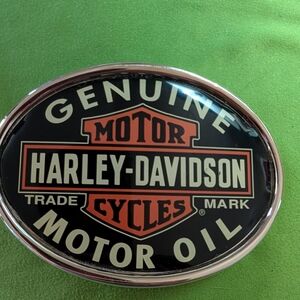 GENUINE
MOTOR
HARLEY-DAVIDSON
TRADE MARK
CYCLES®
MOTOR OIL